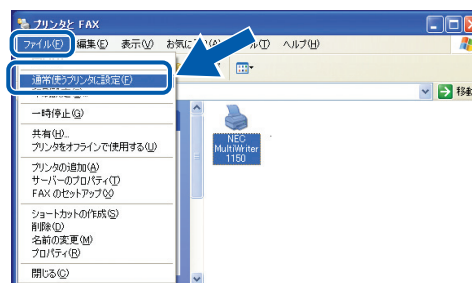 プリンタと FAX
ファイル(F) 編集(E) 表示(V) お気に ヘルプ(H)
通常使うプリンタに設定(F)
一時停止(G)
共有(H)...
プリンタをオフラインで使用する(U)
プリンタの追加(A)
サーバーのプロパティ(T)
FAX のセットアップ(X)
ショートカットの作成(S)
削除(D)
名前の変更(M)
プロパティ(R)
閉じる(C)
移動
NEC
MultiWriter
1150